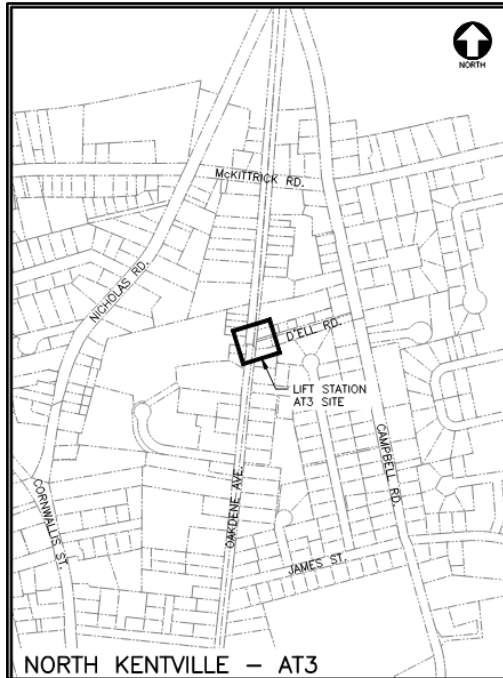 NORTH
McKITTRICK RD.
NICHOLAS RD.
D'ELL RD.
LIFT STATION
AT3 SITE
CAMPBELL RD.
OAKDENE AVE.
CORNWALLIS ST.
JAMES ST.
NORTH KENTVILLE - AT3